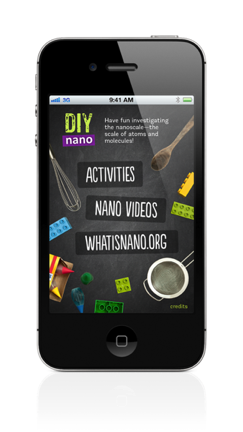 3G 9:41 AM
DIY
nano
Have fun investigating
the nanoscale—the
scale of atoms and
molecules!
ACTIVITIES
NANO VIDEOS
WHATISNANO.ORG
credits